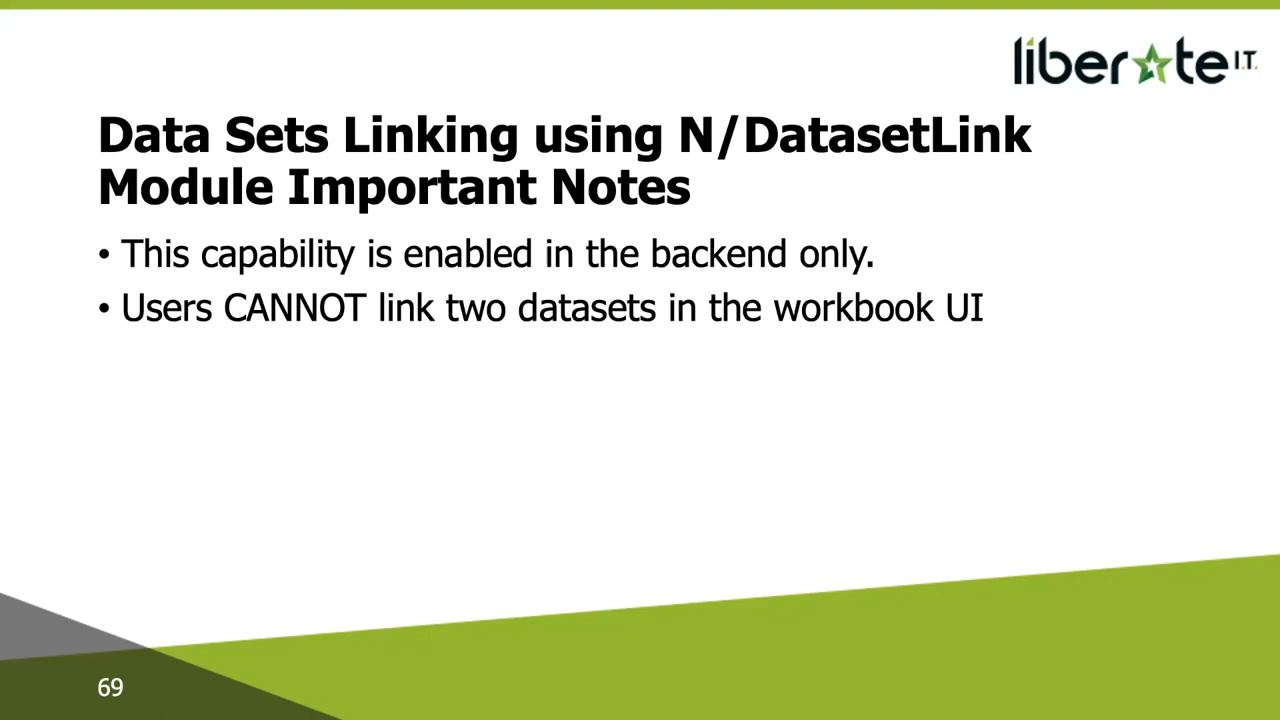 liberate I.T.
Data Sets Linking using N/DatasetLink
Module Important Notes
• This capability is enabled in the backend only.
• Users CANNOT link two datasets in the workbook UI
69